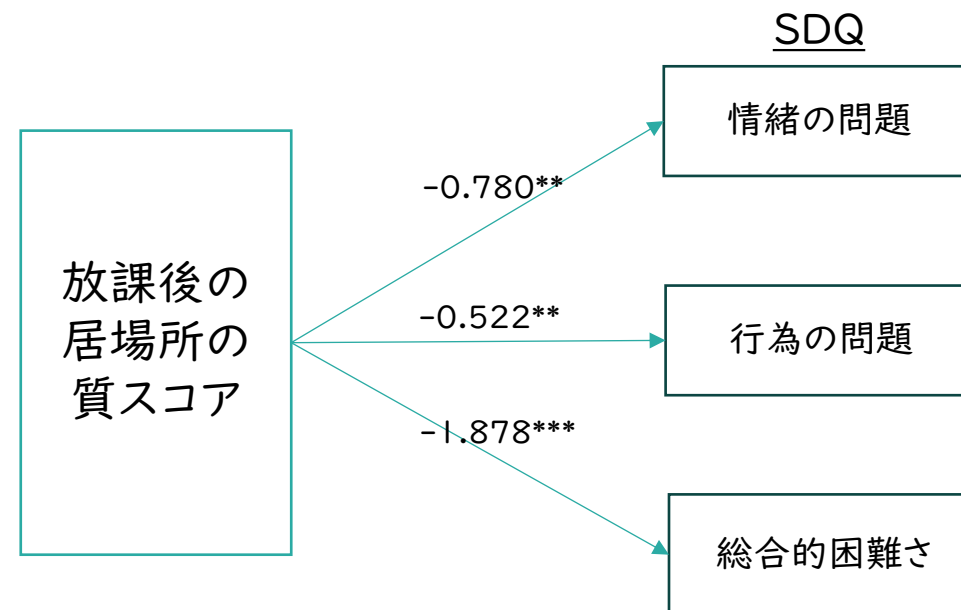 SDQ
情緒の問題
-0.780**
放課後の
居場所の
質スコア
-0.522**
行為の問題
-1.878***
総合的困難さ